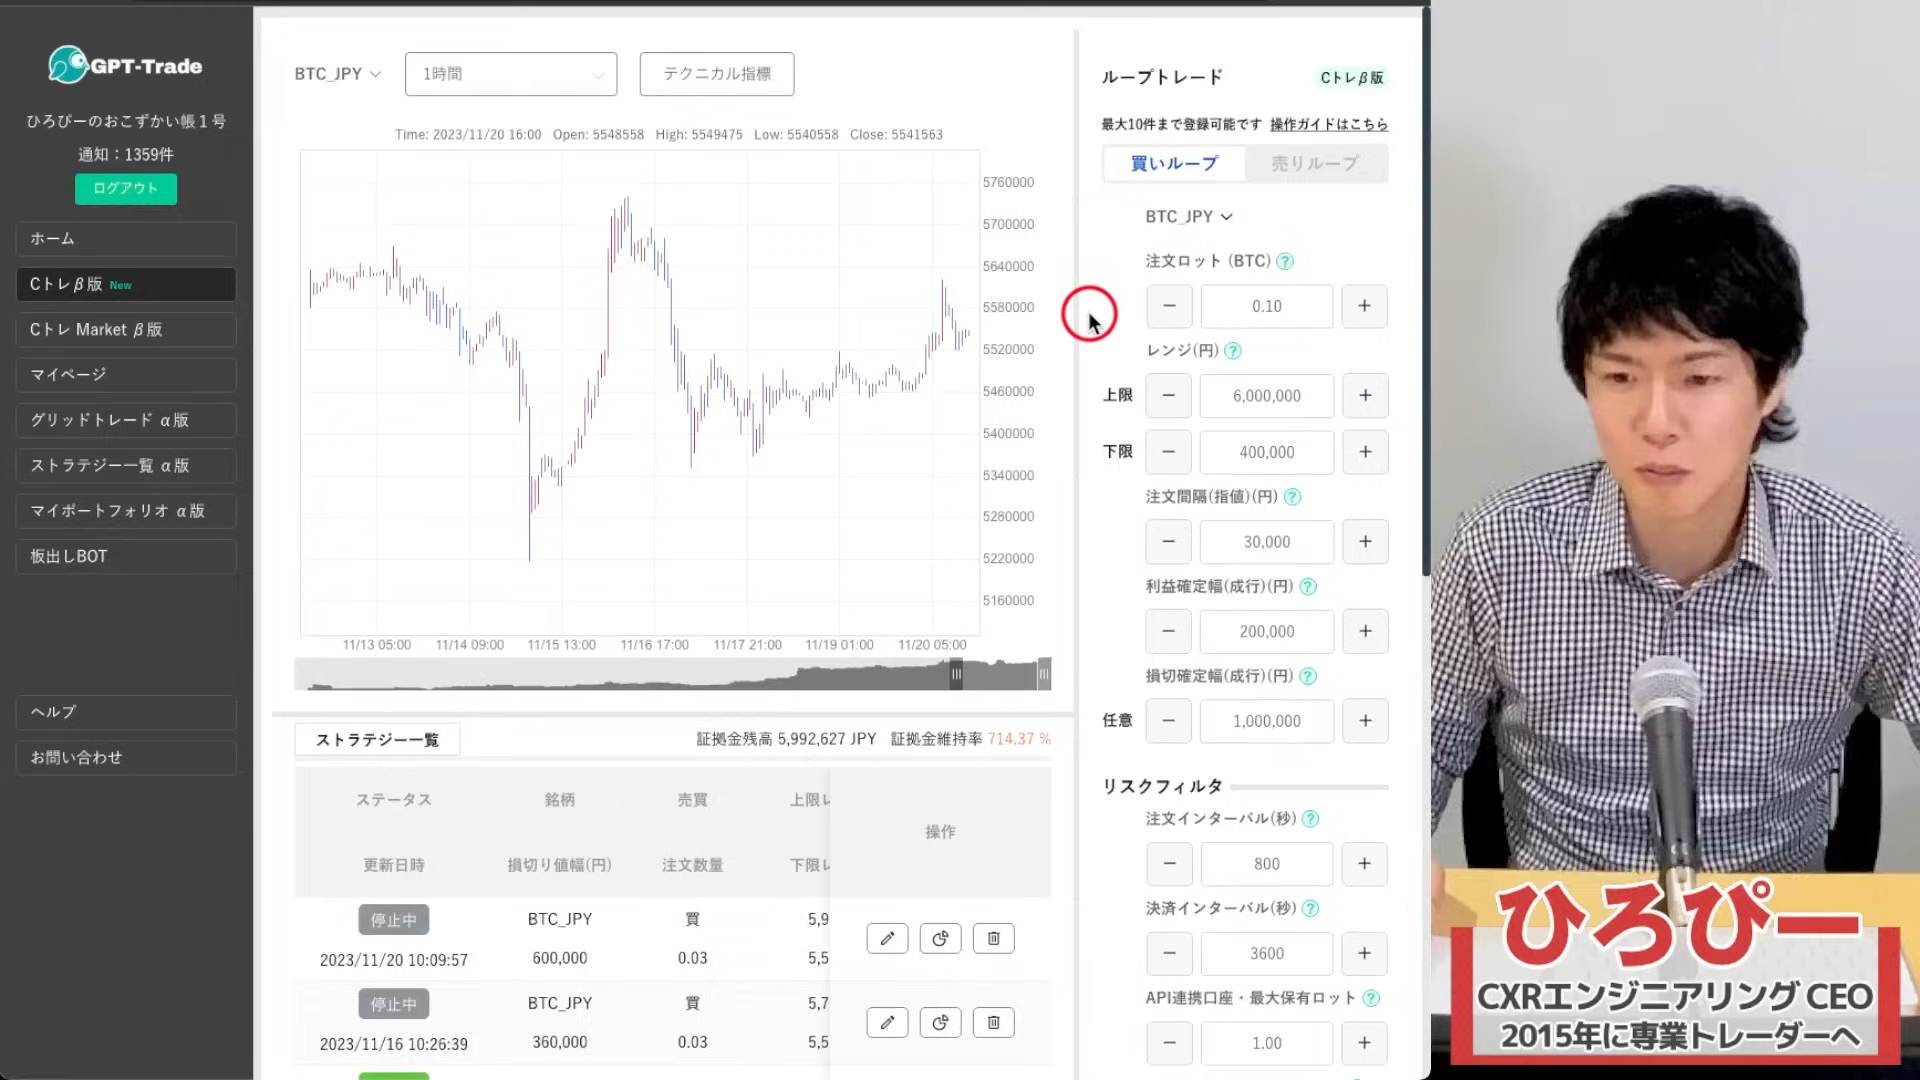 GPT-Trade
ひろぴーのおこずかい帳１号
通知：1359件
ログアウト
ホーム
Cトレβ版 New
Cトレ Market β版
マイページ
グリッドトレード α版
ストラテジー一覧 α版
マイポートフォリオ α版
板出しBOT
ヘルプ
お問い合わせ
BTC_JPY
1時間
テクニカル指標
Time: 2023/11/20 16:00 Open: 5548558 High: 5549475 Low: 5540558 Close: 5541563
5760000
5700000
5640000
5580000
5520000
5460000
5400000
5340000
5280000
5220000
5160000
11/13 05:00 11/14 09:00 11/15 13:00 11/16 17:00 11/17 21:00 11/19 01:00 11/20 05:00
ストラテジー一覧
証拠金残高 5,992,627 JPY 証拠金維持率 714.37 %
ステータス 銘柄 売買 上限レ
操作
更新日時 損切り値幅(円) 注文数量 下限レ
停止中 BTC_JPY 買 5,9
2023/11/20 10:09:57 600,000 0.03 5,5
停止中 BTC_JPY 買 5,7
2023/11/16 10:26:39 360,000 0.03 5,5
ループトレード Cトレβ版
最大10件まで登録可能です 操作ガイドはこちら
買いループ 売りループ
BTC_JPY
注文ロット (BTC) ?
− 0.10 +
レンジ(円) ?
上限 − 6,000,000 +
下限 − 400,000 +
注文間隔(指値)(円) ?
− 30,000 +
利益確定幅(成行)(円) ?
− 200,000 +
損切確定幅(成行)(円) ?
任意 − 1,000,000 +
リスクフィルタ
注文インターバル(秒) ?
− 800 +
決済インターバル(秒) ?
− 3600 +
API連携口座・最大保有ロット ?
− 1.00 +
ひろぴー
CXRエンジニアリング CEO
2015年に専業トレーダーへ